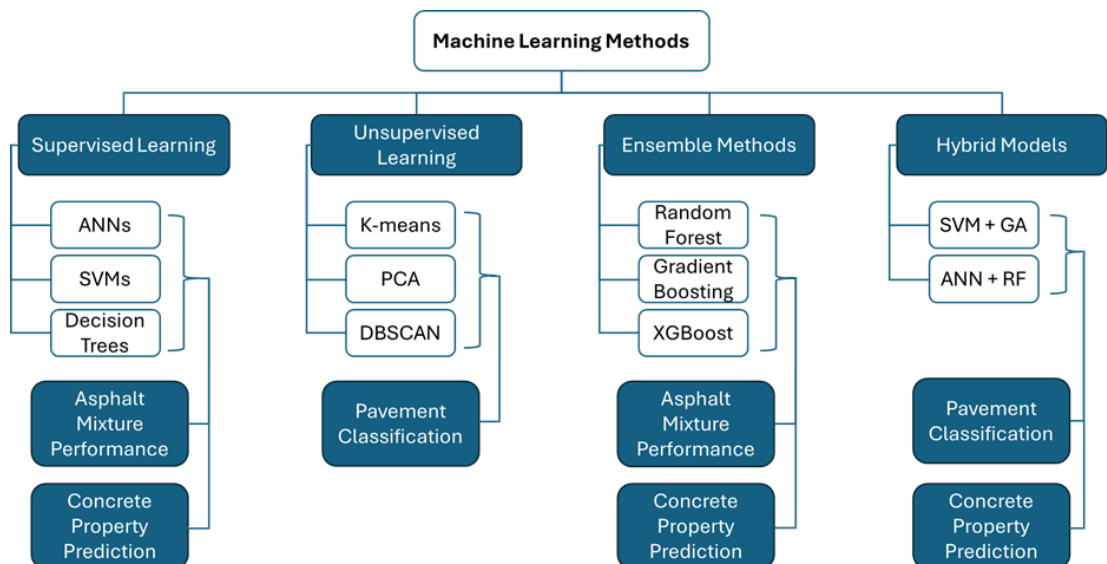 Machine Learning Methods
Supervised Learning
Unsupervised
Learning
Ensemble Methods
Hybrid Models
ANNs
SVMs
Decision
Trees
Asphalt
Mixture
Performance
Concrete
Property
Prediction
K-means
PCA
DBSCAN
Pavement
Classification
Random
Forest
Gradient
Boosting
XGBoost
Asphalt
Mixture
Performance
Concrete
Property
Prediction
SVM + GA
ANN + RF
Pavement
Classification
Concrete
Property
Prediction